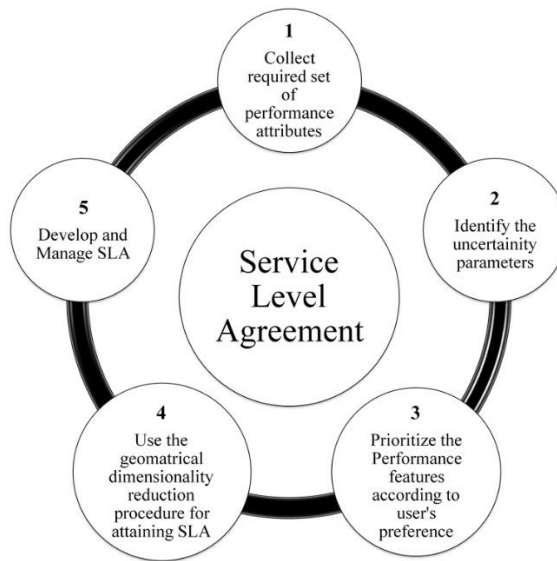 1
Collect
required set
of
performance
attributes
2
Identify the
uncertainity
parameters
3
Prioritize the
Performance
features
according to
user's
preference
4
Use the
geomatrical
dimensionality
reduction
procedure for
attaining SLA
5
Develop and
Manage SLA
Service
Level
Agreement